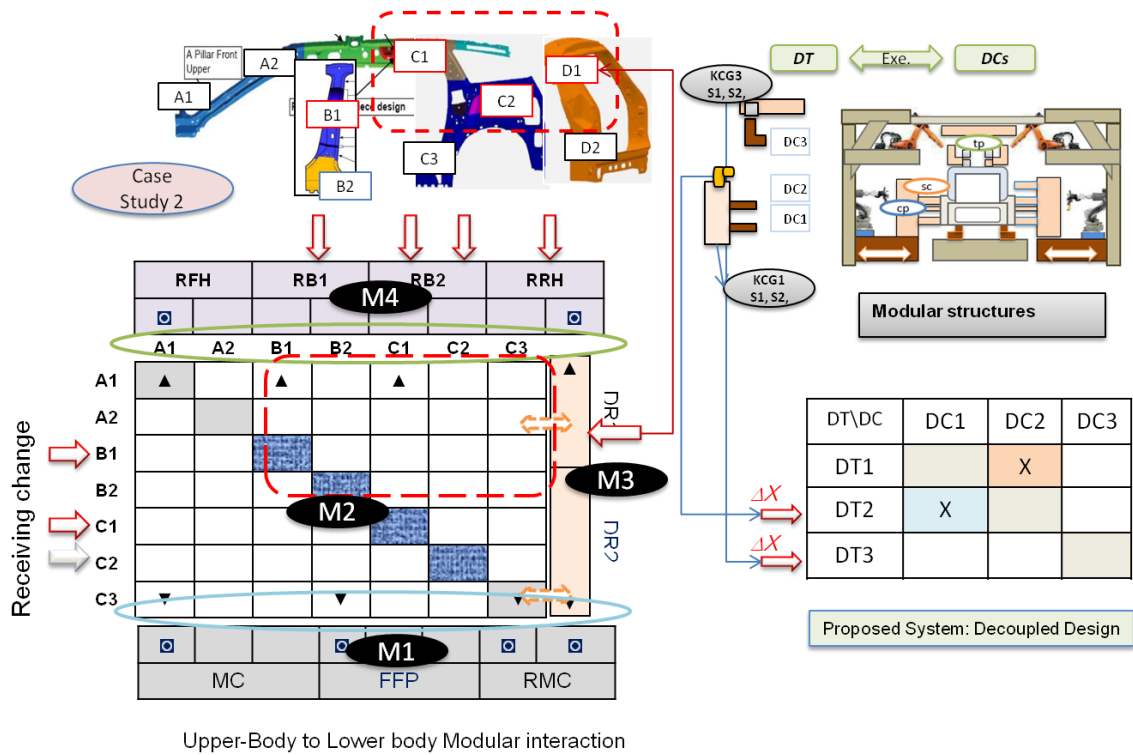 A Pillar Front
Upper
A1
A2
B1
B2
C1
C2
C3
D1
D2
eco design
Case
Study 2
DT
Exe.
DCs
KCG3
S1, S2,
DC3
DC2
DC1
KCG1
S1, S2,
tp
sc
cp
Modular structures
RFH RB1 RB2 RRH
M4
A1 A2 B1 B2 C1 C2 C3
A1
A2
B1
B2
C1
C2
C3
Receiving change
M2
M3
DR2
M1
MC FFP RMC
Upper-Body to Lower body Modular interaction
DT\DC DC1 DC2 DC3
DT1 X
ΔX DT2 X
ΔX DT3
Proposed System: Decoupled Design